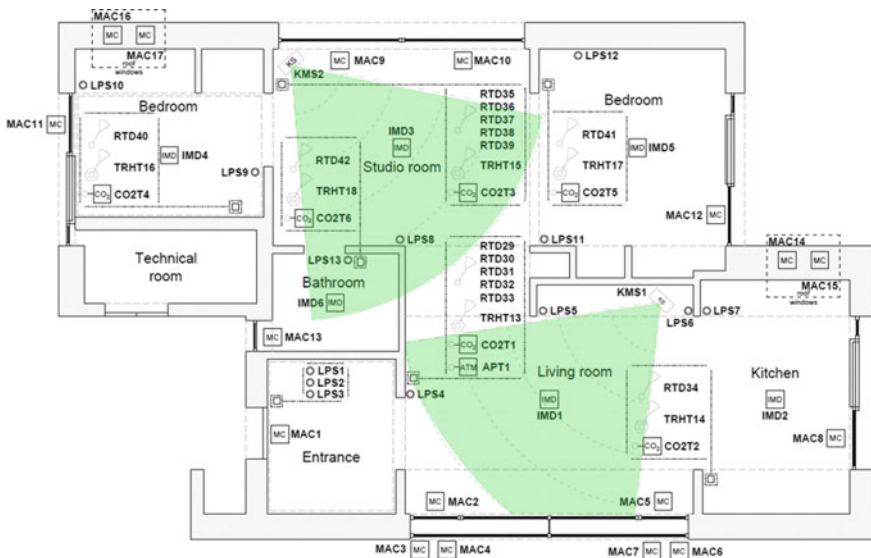 MAC16
MC MC
MAC17
roof
windows
LPS10
Bedroom
MAC11 MC
RTD40
IMD IMD4
TRHT16
LPS9
CO2 CO2T4
KS
KMS2
MC MAC9
MAC10 MC
RTD35
RTD36
RTD37
RTD38
RTD39
TRHT15
CO2 CO2T3
IMD3
IMD
Studio room
RTD42
TRHT18
CO2 CO2T6
LPS12
Bedroom
RTD41
IMD IMD5
TRHT17
CO2 CO2T5
MAC12 MC
Technical
room
LPS13
Bathroom
IMD6 IMD
MC MAC13
LPS8
LPS11
RTD29
RTD30
RTD31
RTD32
RTD33
TRHT13
CO2 CO2T1
ATM APT1
MAC14
MC MC
MAC15
roof
windows
KMS1
KS
LPS5
LPS6
LPS7
LPS1
LPS2
LPS3
LPS4
MC MAC1
Entrance
Living room
IMD
IMD1
RTD34
TRHT14
CO2 CO2T2
Kitchen
IMD
IMD2
MAC8 MC
MC MAC2
MAC5 MC
MAC3 MC MC MAC4
MAC7 MC MC MAC6